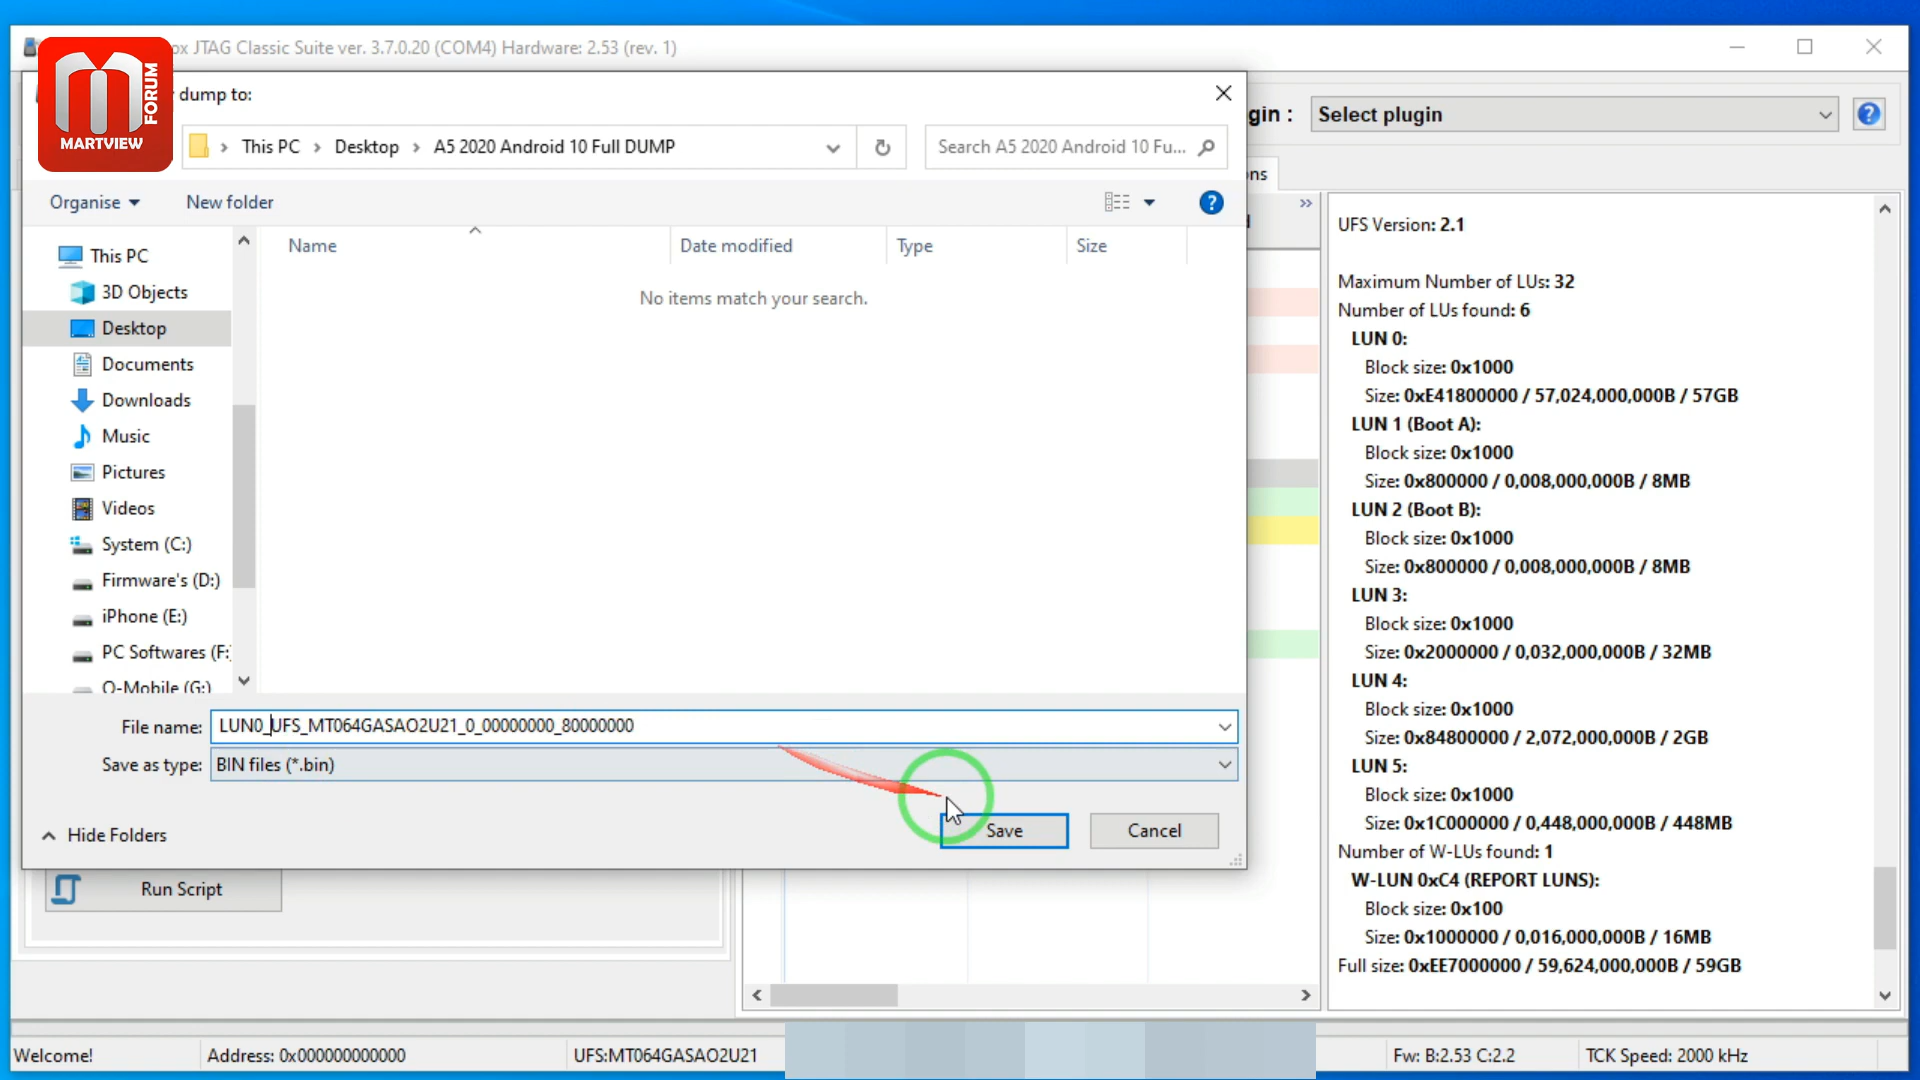 ox JTAG Classic Suite ver. 3.7.0.20 (COM4) Hardware: 2.53 (rev. 1)
MARTVIEW
FORUM
dump to:
gin :
Select plugin
This PC
Desktop
A5 2020 Android 10 Full DUMP
Search A5 2020 Android 10 Fu...
ns
Organise
New folder
Name
Date modified
Type
Size
No items match your search.
This PC
3D Objects
Desktop
Documents
Downloads
Music
Pictures
Videos
System (C:)
Firmware's (D:)
iPhone (E:)
PC Softwares (F:
Q-Mobile (G:)
File name:
LUN0_UFS_MT064GASAO2U21_0_00000000_80000000
Save as type:
BIN files (*.bin)
Hide Folders
Save
Cancel
Run Script
UFS Version: 2.1
Maximum Number of LUs: 32
Number of LUs found: 6
LUN 0:
Block size: 0x1000
Size: 0xE41800000 / 57,024,000,000B / 57GB
LUN 1 (Boot A):
Block size: 0x1000
Size: 0x800000 / 0,008,000,000B / 8MB
LUN 2 (Boot B):
Block size: 0x1000
Size: 0x800000 / 0,008,000,000B / 8MB
LUN 3:
Block size: 0x1000
Size: 0x2000000 / 0,032,000,000B / 32MB
LUN 4:
Block size: 0x1000
Size: 0x84800000 / 2,072,000,000B / 2GB
LUN 5:
Block size: 0x1000
Size: 0x1C000000 / 0,448,000,000B / 448MB
Number of W-LUs found: 1
W-LUN 0xC4 (REPORT LUNS):
Block size: 0x100
Size: 0x1000000 / 0,016,000,000B / 16MB
Full size: 0xEE7000000 / 59,624,000,000B / 59GB
Welcome!
Address: 0x000000000000
UFS:MT064GASAO2U21
Fw: B:2.53 C:2.2
TCK Speed: 2000 kHz